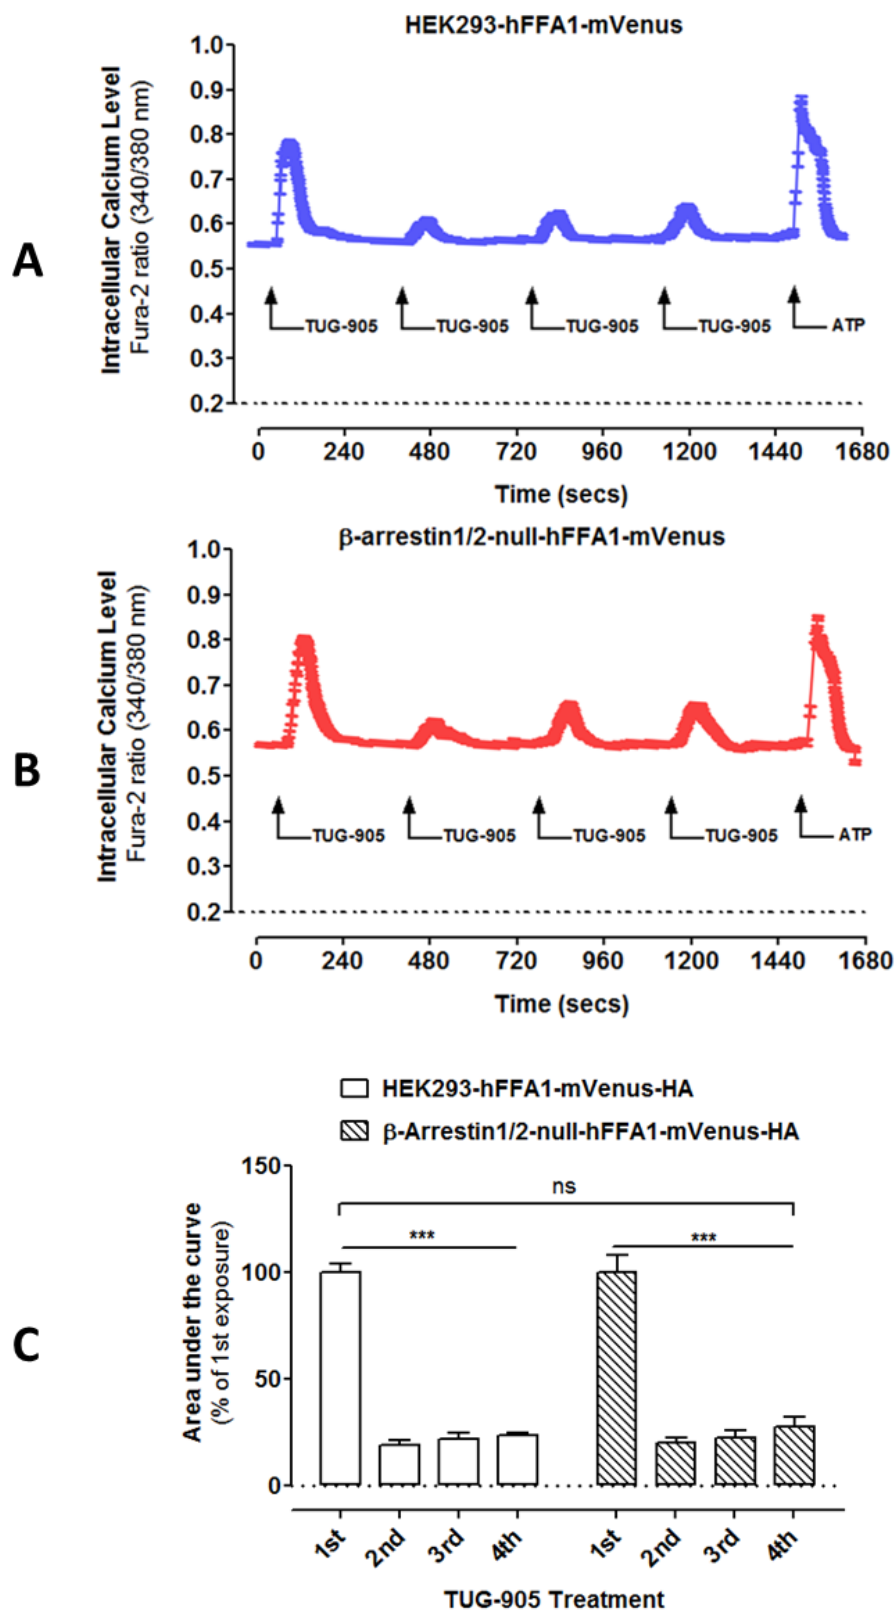 HEK293-hFFA1-mVenus
A
Intracellular Calcium Level
Fura-2 ratio (340/380 nm)
1.0
0.9
0.8
0.7
0.6
0.5
0.4
0.3
0.2
TUG-905 TUG-905 TUG-905 TUG-905 ATP
0 240 480 720 960 1200 1440 1680
Time (secs)
β-arrestin1/2-null-hFFA1-mVenus
B
Intracellular Calcium Level
Fura-2 ratio (340/380 nm)
1.0
0.9
0.8
0.7
0.6
0.5
0.4
0.3
0.2
TUG-905 TUG-905 TUG-905 TUG-905 ATP
0 240 480 720 960 1200 1440 1680
Time (secs)
HEK293-hFFA1-mVenus-HA
β-Arrestin1/2-null-hFFA1-mVenus-HA
C
Area under the curve
(% of 1st exposure)
150
100
50
0
ns
*** ***
1st 2nd 3rd 4th 1st 2nd 3rd 4th
TUG-905 Treatment